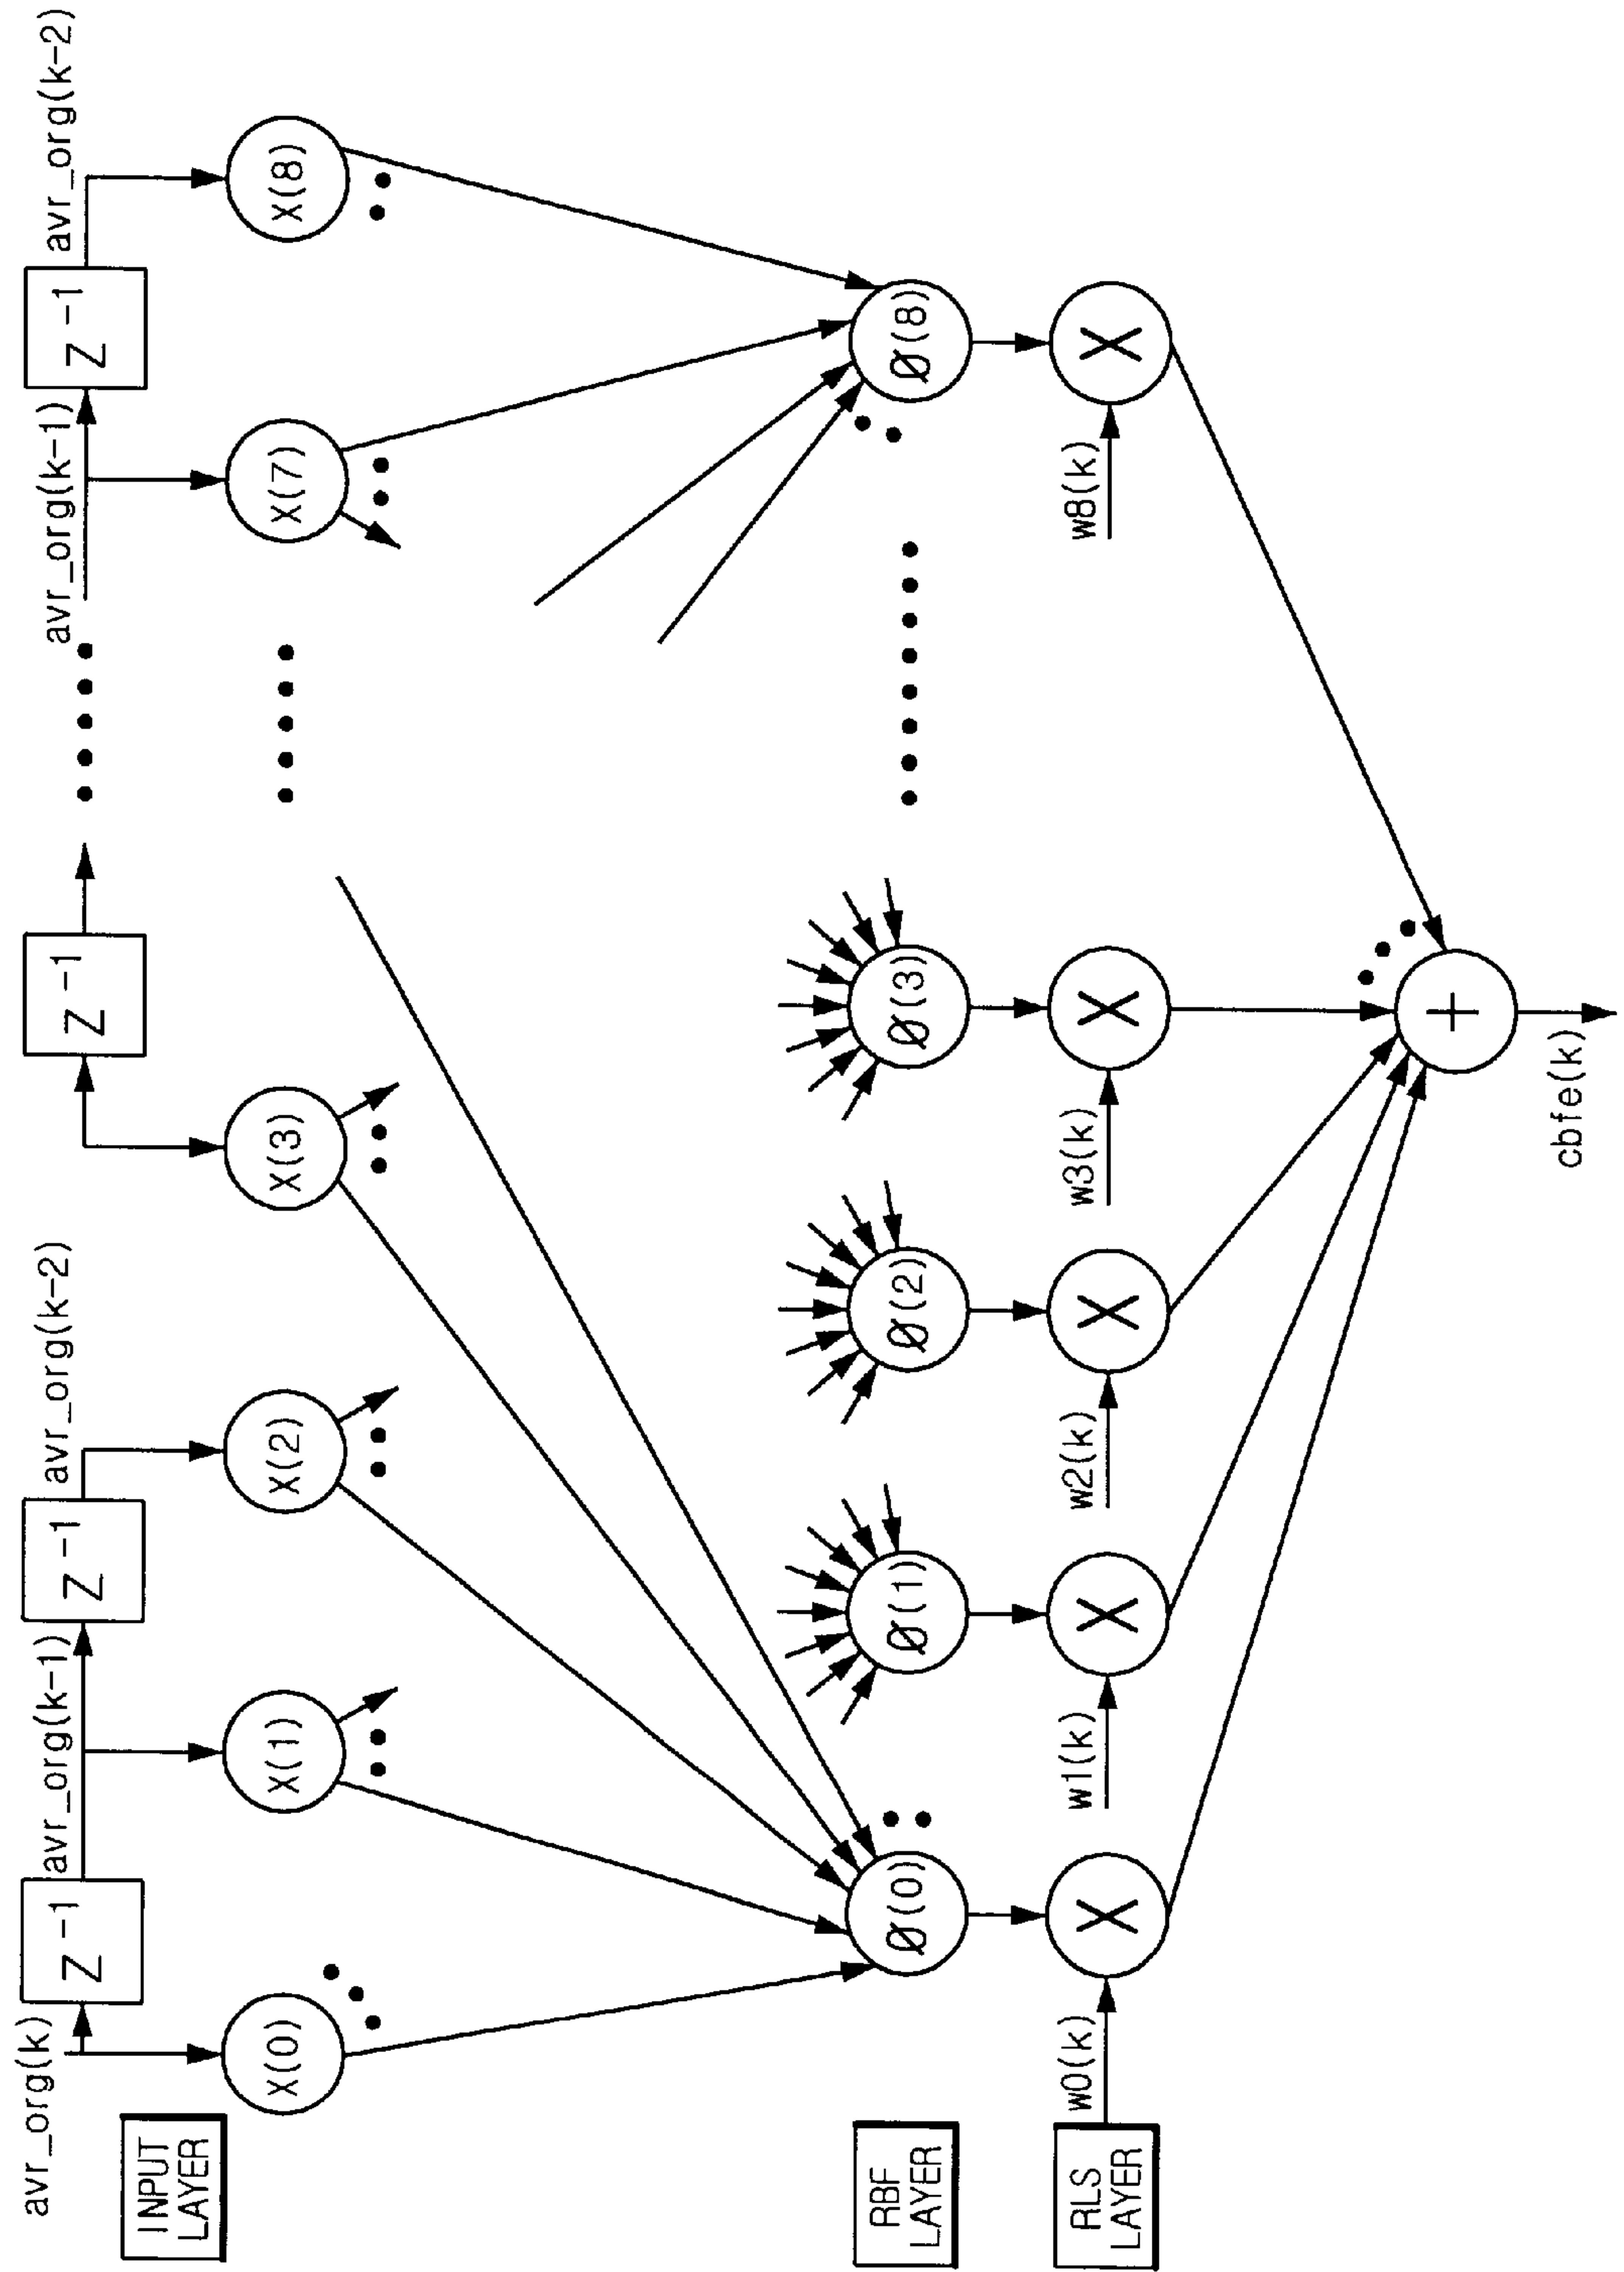 avr_org(k)
avr_org(k-1)
avr_org(k-2)
avr_org(k-1)
avr_org(k-2)
Z -1
Z -1
Z -1
Z -1
INPUT
LAYER
X(0)
X(1)
X(2)
X(3)
X(7)
X(8)
RBF
LAYER
Ø(0)
Ø(1)
Ø(2)
Ø(3)
Ø(8)
RLS
LAYER
w0(k)
w1(k)
w2(k)
w3(k)
w8(k)
X
X
X
X
X
+
cbfe(k)